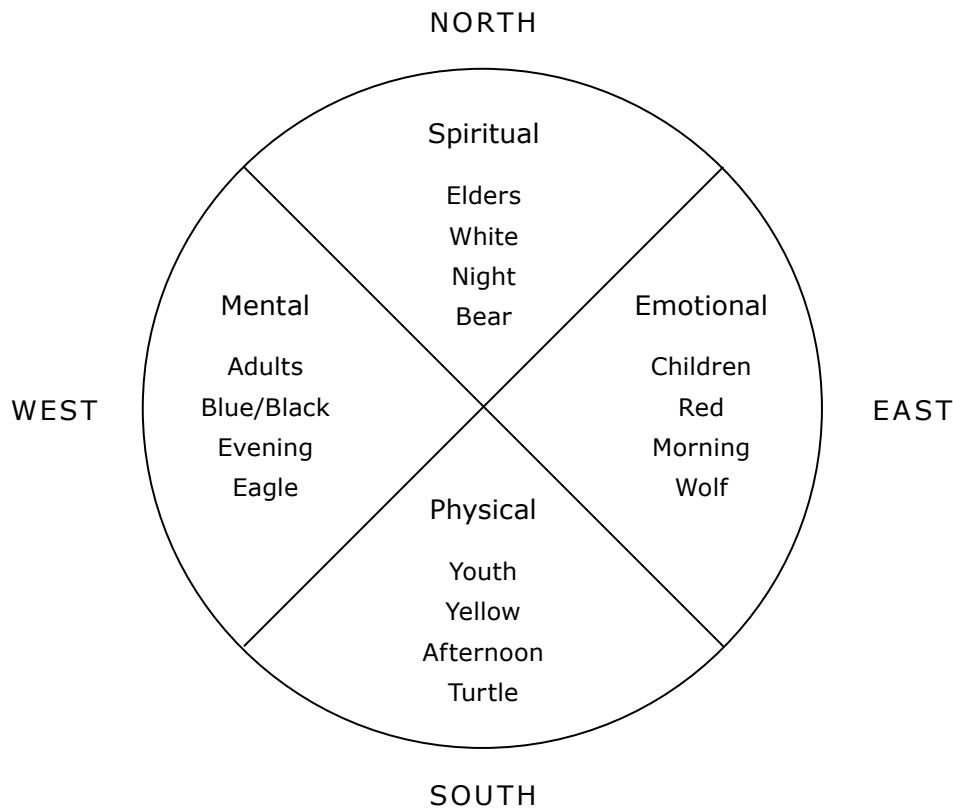 NORTH
Spiritual
Elders
White
Night
Bear
WEST
Mental
Adults
Blue/Black
Evening
Eagle
Emotional
Children
Red
Morning
Wolf
EAST
Physical
Youth
Yellow
Afternoon
Turtle
SOUTH